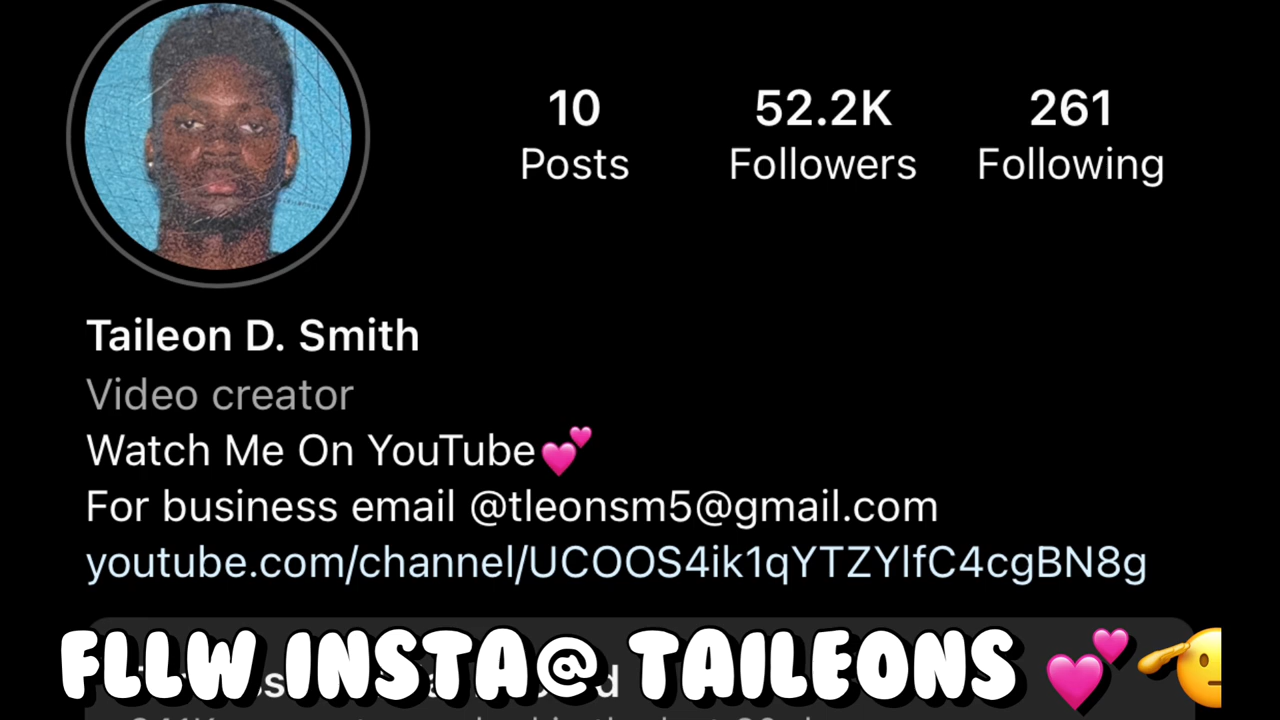 10 52.2K 261
Posts Followers Following
Taileon D. Smith
Video creator
Watch Me On YouTube💕
For business email @tleonsm5@gmail.com
youtube.com/channel/UCOOS4ik1qYTZYlfC4cgBN8g
FLLW INSTA@ TAILEONS 💕🫡